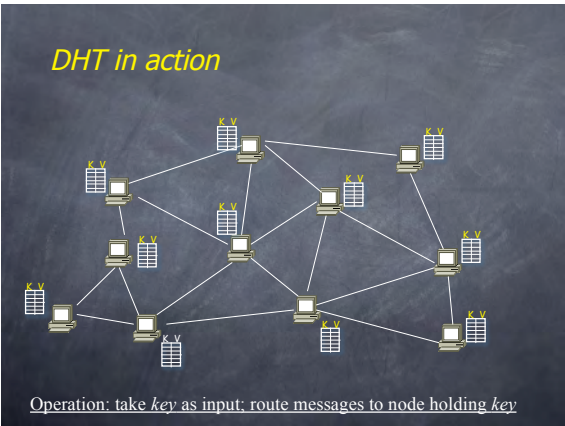 DHT in action
K V
K V
K V
K V
K V
K V
K V
K V
K V
K V
K V
Operation: take key as input; route messages to node holding key